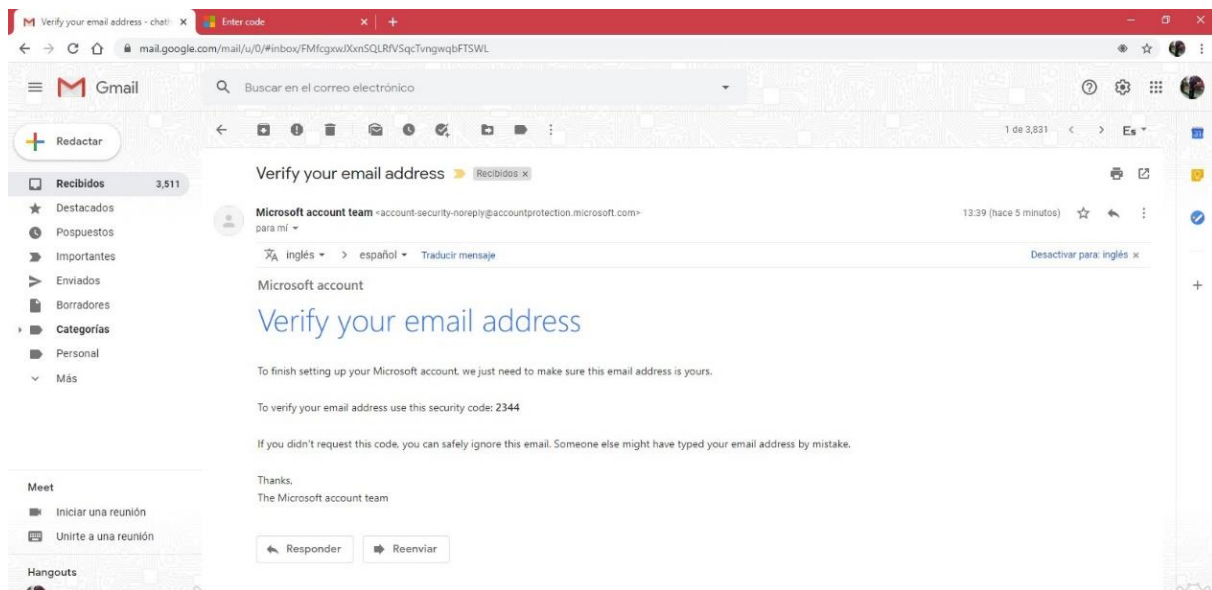 Verify your email address - chath
Enter code
mail.google.com/mail/u/0/#inbox/FMfcgxwJXxnSQLRfVSqcTvngwqbFTSWL
Gmail
Buscar en el correo electrónico
Redactar
1 de 3,831
Es
Recibidos 3,511
Destacados
Pospuestos
Importantes
Enviados
Borradores
Categorías
Personal
Más
Verify your email address
Recibidos x
Microsoft account team <account-security-noreply@accountprotection.microsoft.com>
13:39 (hace 5 minutos)
para mí
inglés > español Traducir mensaje
Desactivar para: inglés x
Microsoft account
Verify your email address
To finish setting up your Microsoft account, we just need to make sure this email address is yours.
To verify your email address use this security code: 2344
If you didn't request this code, you can safely ignore this email. Someone else might have typed your email address by mistake.
Thanks,
The Microsoft account team
Responder
Reenviar
Meet
Iniciar una reunión
Unirte a una reunión
Hangouts
31